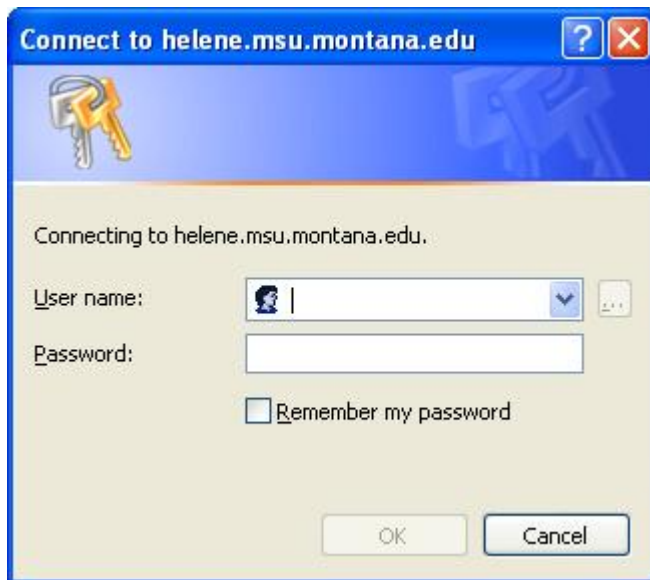 Connect to helene.msu.montana.edu
Connecting to helene.msu.montana.edu.
User name:
...
Password:
Remember my password
OK Cancel